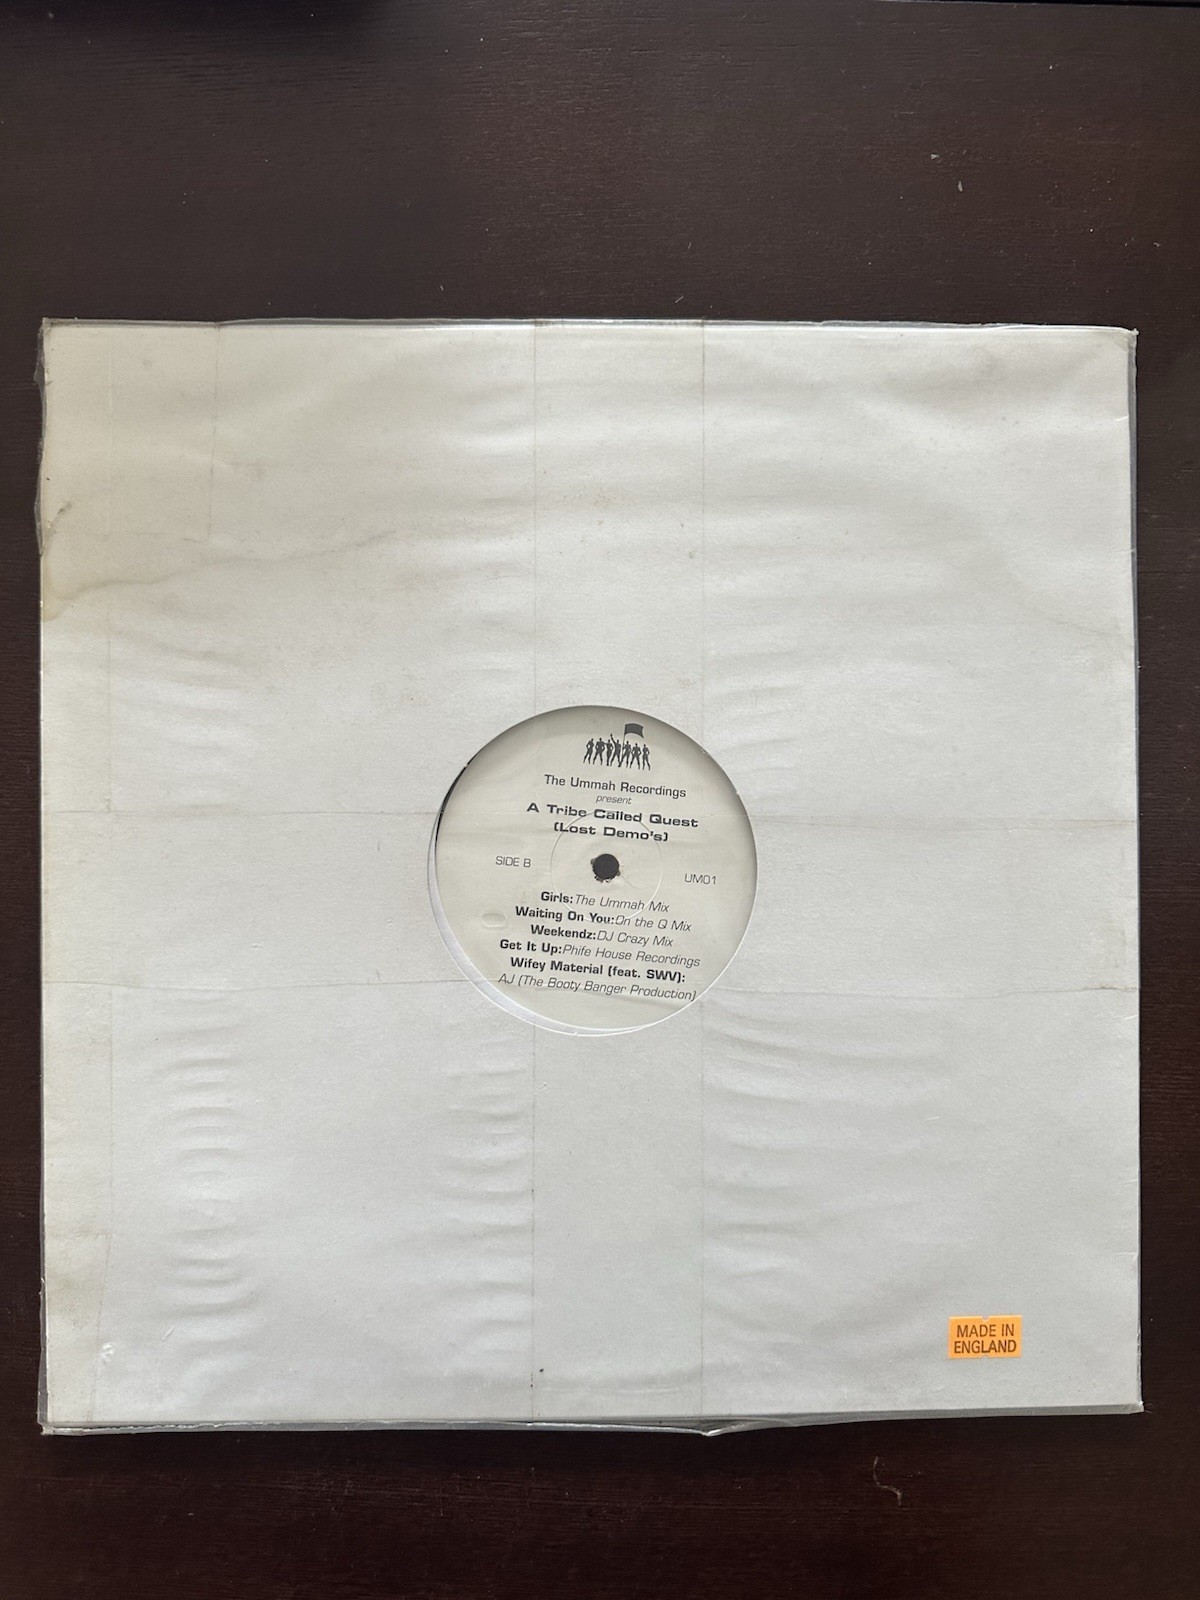 The Ummah Recordings
present
A Tribe Called Quest
(Lost Demo's)
SIDE B
UM01
Girls: The Ummah Mix
Waiting On You: On the Q Mix
Weekendz: DJ Crazy Mix
Get It Up: Phife House Recordings
Wifey Material (feat. SWV):
AJ (The Booty Banger Production)
MADE IN
ENGLAND